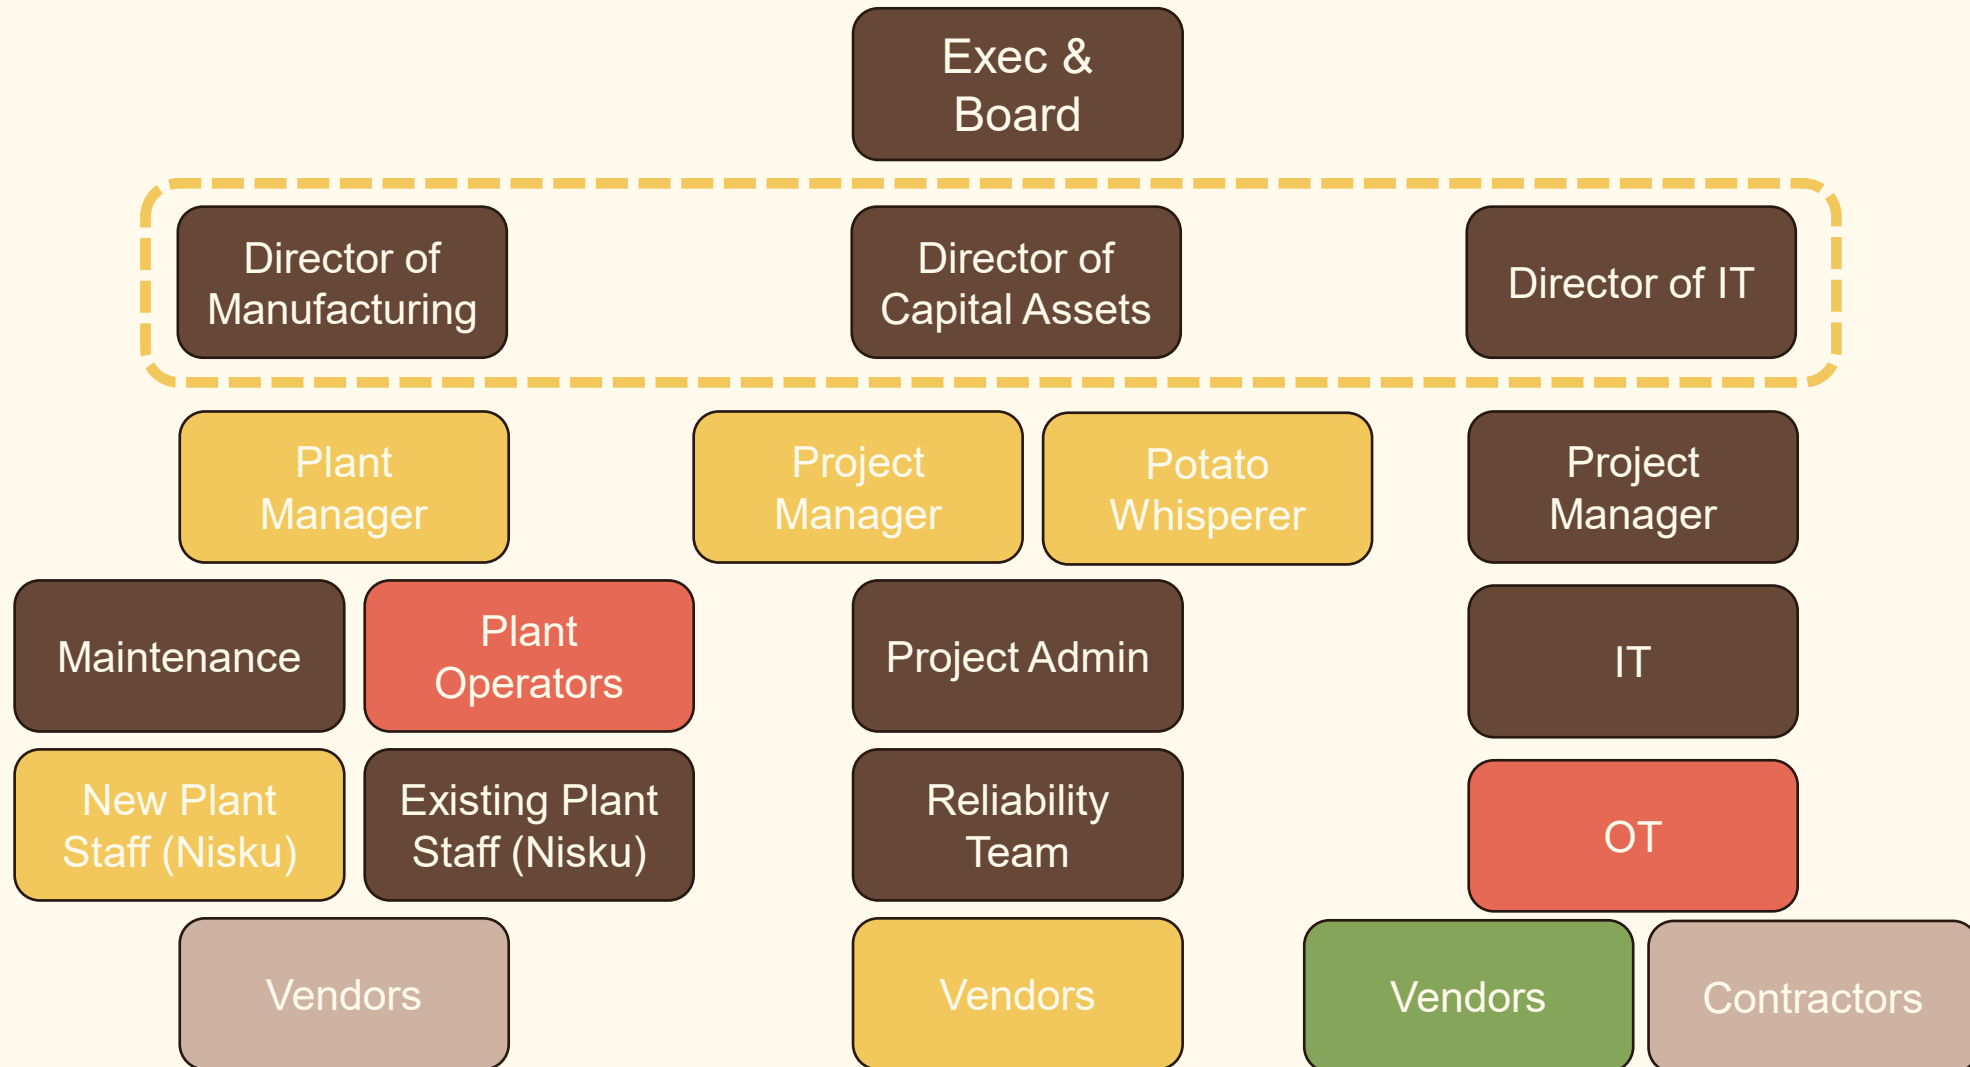 Exec &
Board
Director of
Manufacturing
Director of
Capital Assets
Director of IT
Plant
Manager
Project
Manager
Potato
Whisperer
Project
Manager
Maintenance
Plant
Operators
Project Admin
IT
New Plant
Staff (Nisku)
Existing Plant
Staff (Nisku)
Reliability
Team
OT
Vendors
Vendors
Vendors
Contractors